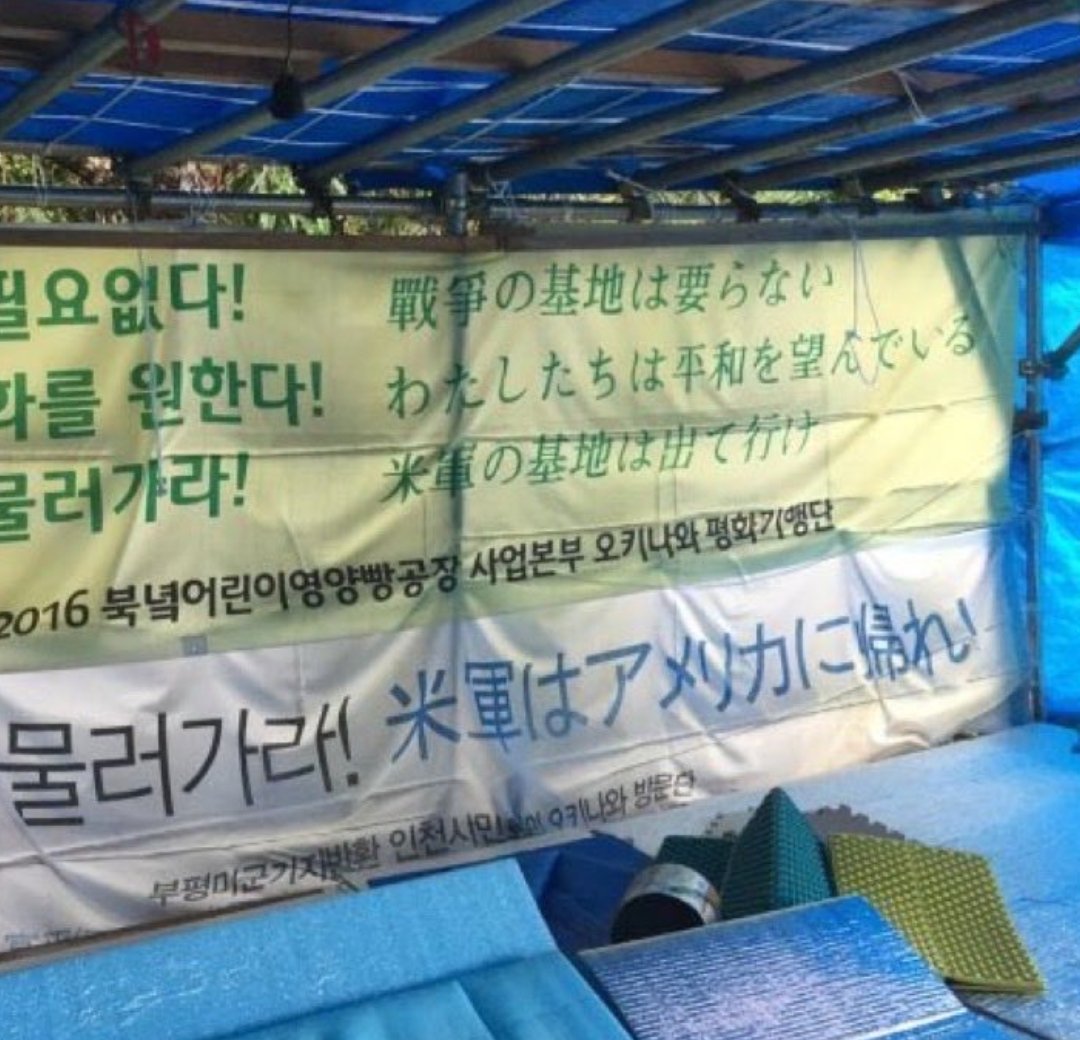 필요없다! 戰爭の基地は要らない
화를 원한다! わたしたちは平和を望んでいる
물러가라! 米軍の基地は出て行け
2016 북녘어린이영양빵공장 사업본부 오키나와 평화기행단
물러가라! 米軍はアメリカに帰れ!
부평미군기지반환 인천시민 오키나와 방문단